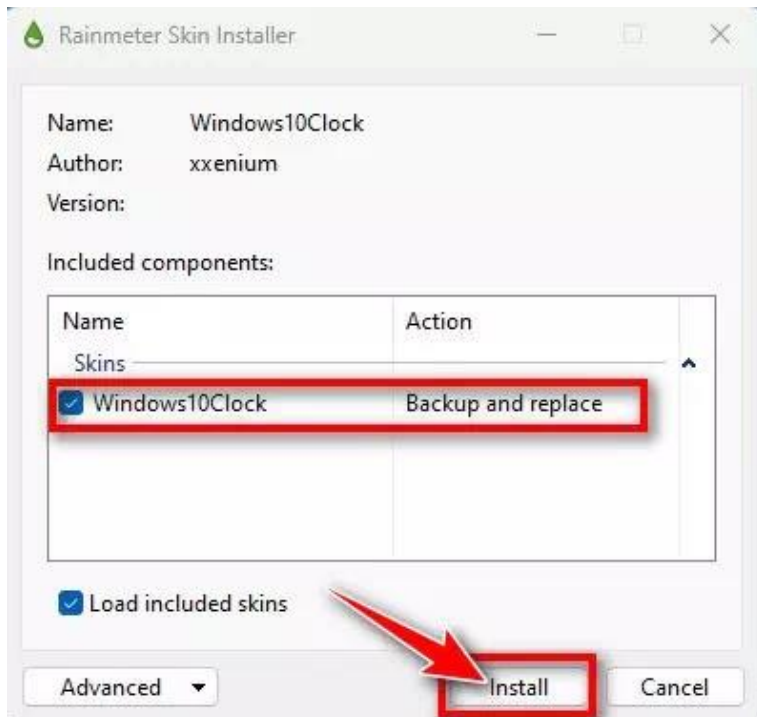 Rainmeter Skin Installer
Name: Windows10Clock
Author: xxenium
Version:
Included components:
Name Action
Skins
Windows10Clock Backup and replace
Load included skins
Advanced Install Cancel